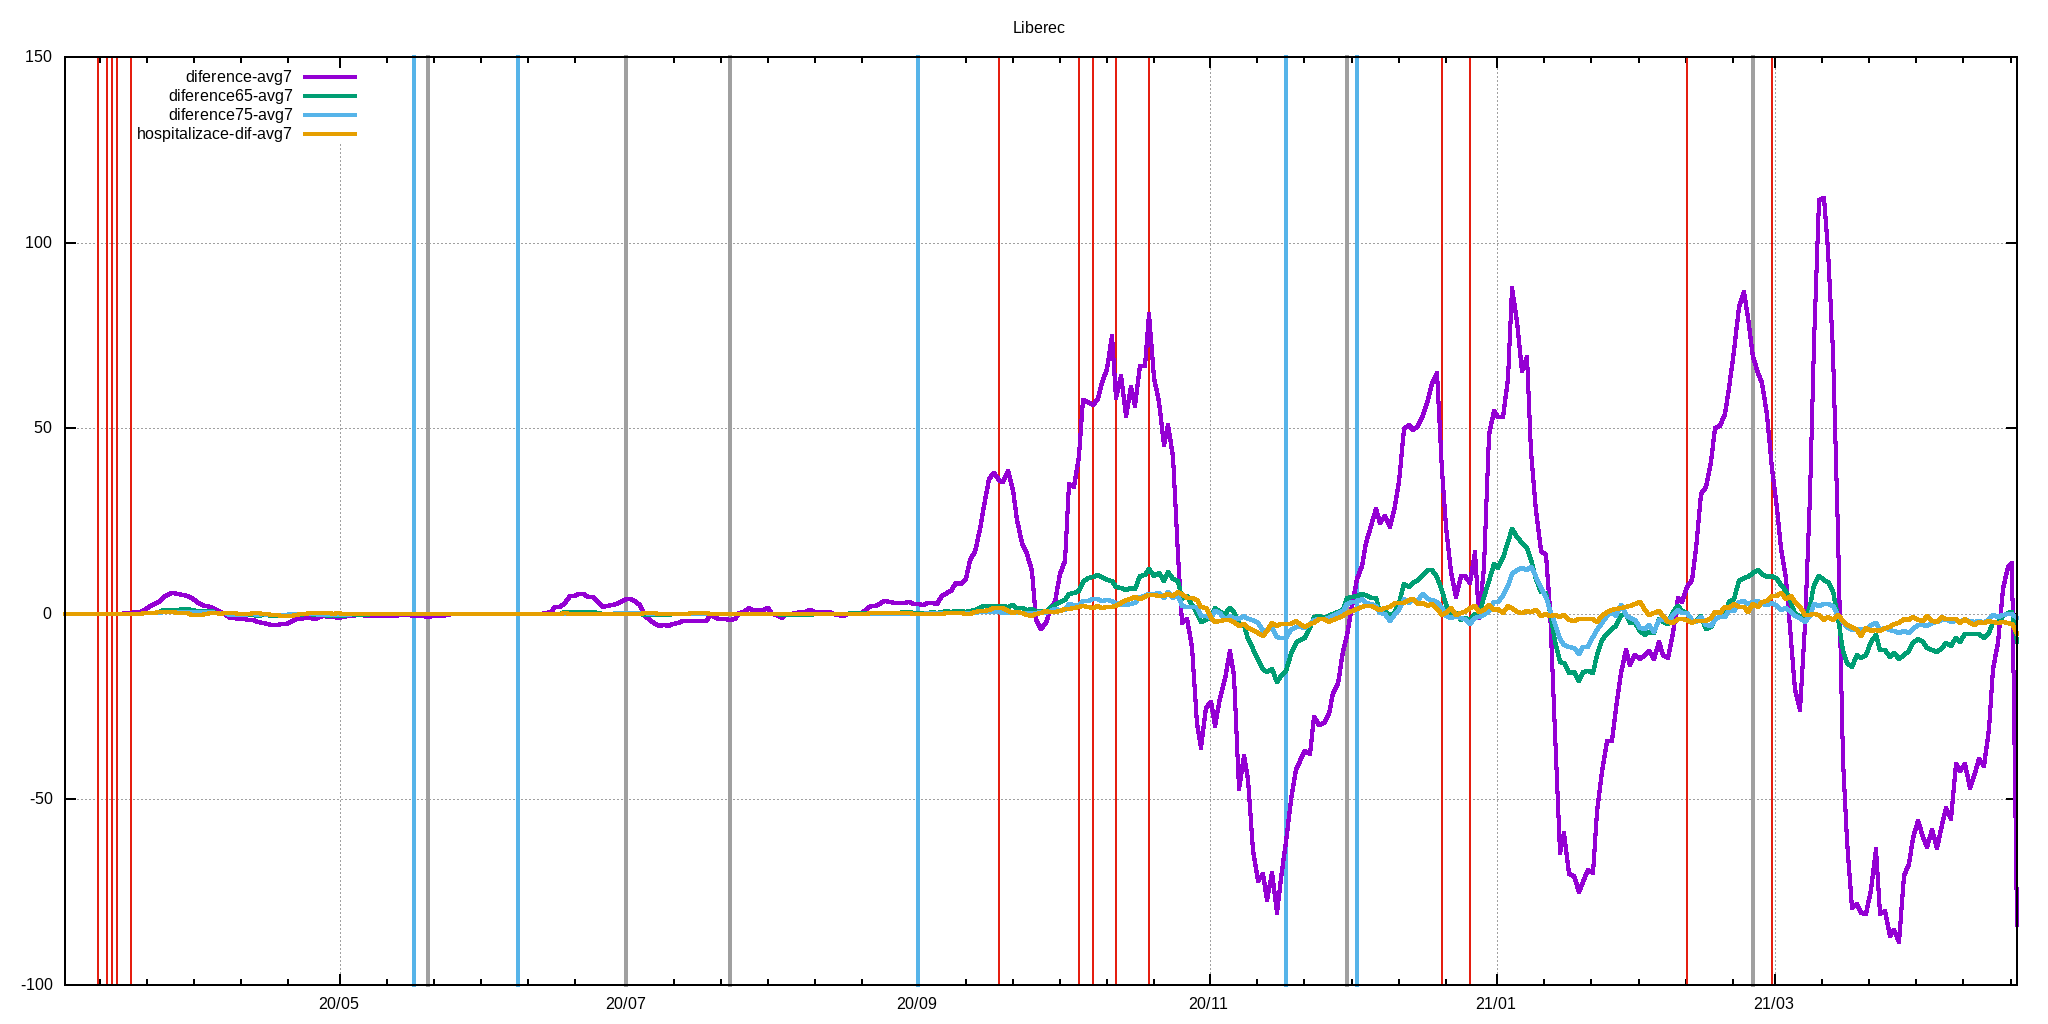 Liberec
150
100
50
0
-50
-100
diference-avg7
diference65-avg7
diference75-avg7
hospitalizace-dif-avg7
20/05 20/07 20/09 20/11 21/01 21/03